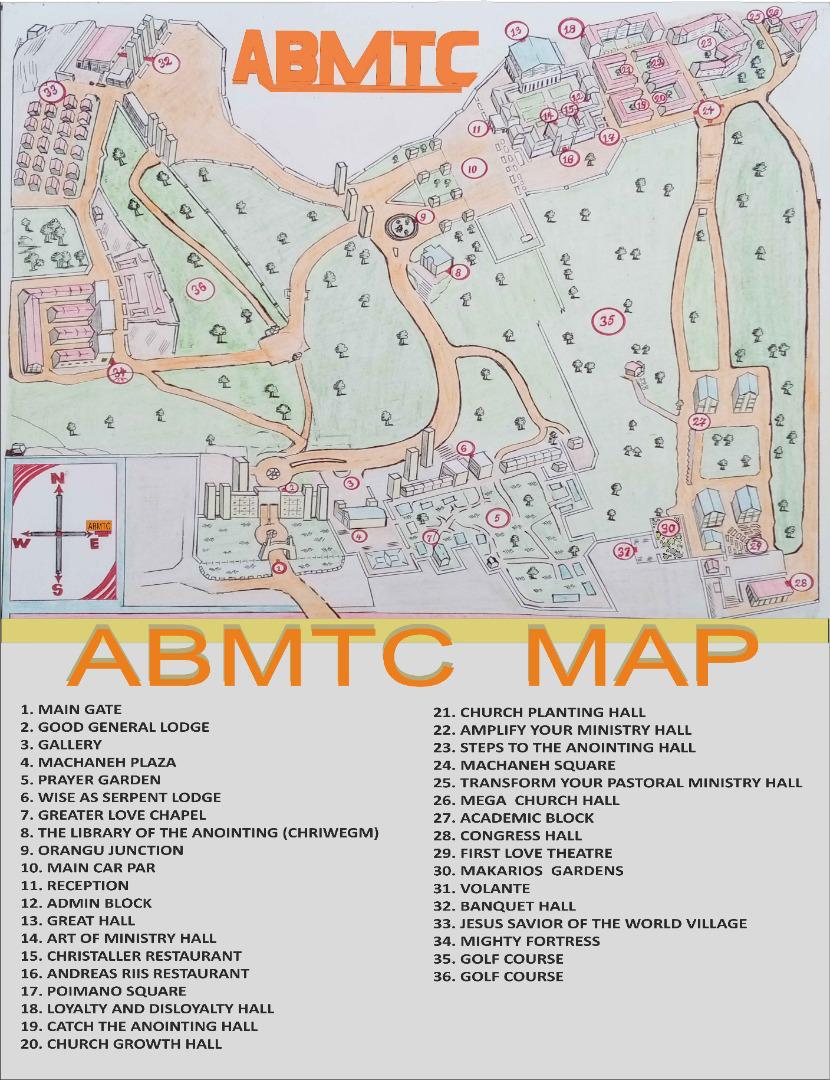 ABMTC
13
18
25
26
32
23
33
21
22
12
19
20
24
14
15
11
17
16
10
9
8
36
35
34
27
6
2
3
5
30
N
ABMTC
W
E
S
4
7
29
37
1
28
ABMTC MAP
1. MAIN GATE
2. GOOD GENERAL LODGE
3. GALLERY
4. MACHANEH PLAZA
5. PRAYER GARDEN
6. WISE AS SERPENT LODGE
7. GREATER LOVE CHAPEL
8. THE LIBRARY OF THE ANOINTING (CHRIWEGM)
9. ORANGU JUNCTION
10. MAIN CAR PAR
11. RECEPTION
12. ADMIN BLOCK
13. GREAT HALL
14. ART OF MINISTRY HALL
15. CHRISTALLER RESTAURANT
16. ANDREAS RIIS RESTAURANT
17. POIMANO SQUARE
18. LOYALTY AND DISLOYALTY HALL
19. CATCH THE ANOINTING HALL
20. CHURCH GROWTH HALL
21. CHURCH PLANTING HALL
22. AMPLIFY YOUR MINISTRY HALL
23. STEPS TO THE ANOINTING HALL
24. MACHANEH SQUARE
25. TRANSFORM YOUR PASTORAL MINISTRY HALL
26. MEGA CHURCH HALL
27. ACADEMIC BLOCK
28. CONGRESS HALL
29. FIRST LOVE THEATRE
30. MAKARIOS GARDENS
31. VOLANTE
32. BANQUET HALL
33. JESUS SAVIOR OF THE WORLD VILLAGE
34. MIGHTY FORTRESS
35. GOLF COURSE
36. GOLF COURSE